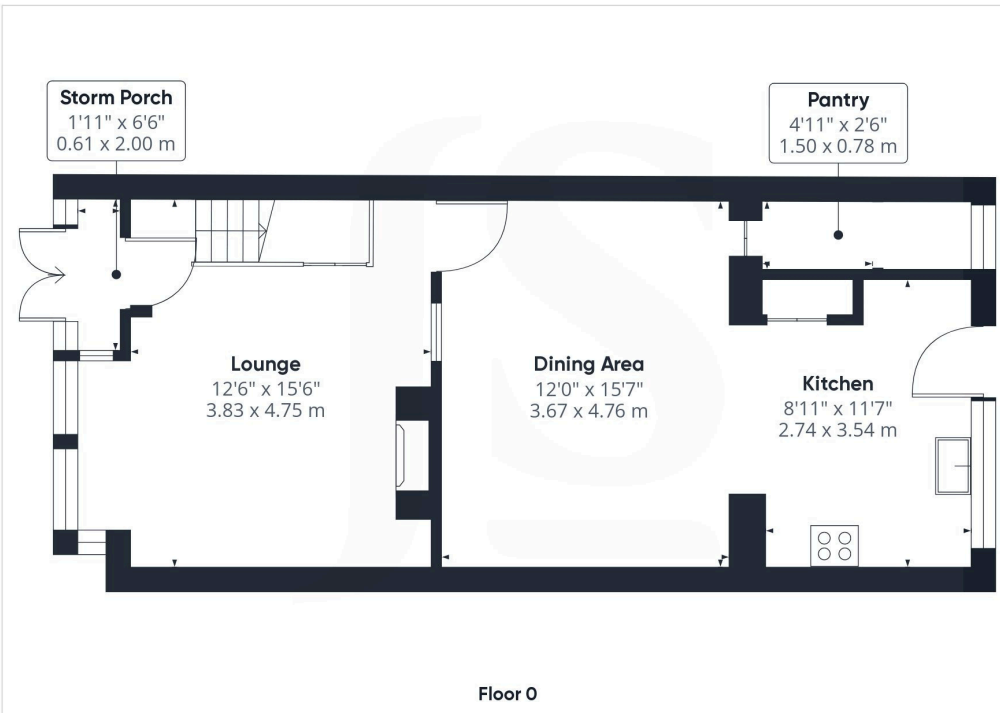 Storm Porch
1'11" x 6'6"
0.61 x 2.00 m
Pantry
4'11" x 2'6"
1.50 x 0.78 m
Lounge
12'6" x 15'6"
3.83 x 4.75 m
Dining Area
12'0" x 15'7"
3.67 x 4.76 m
Kitchen
8'11" x 11'7"
2.74 x 3.54 m
Floor 0